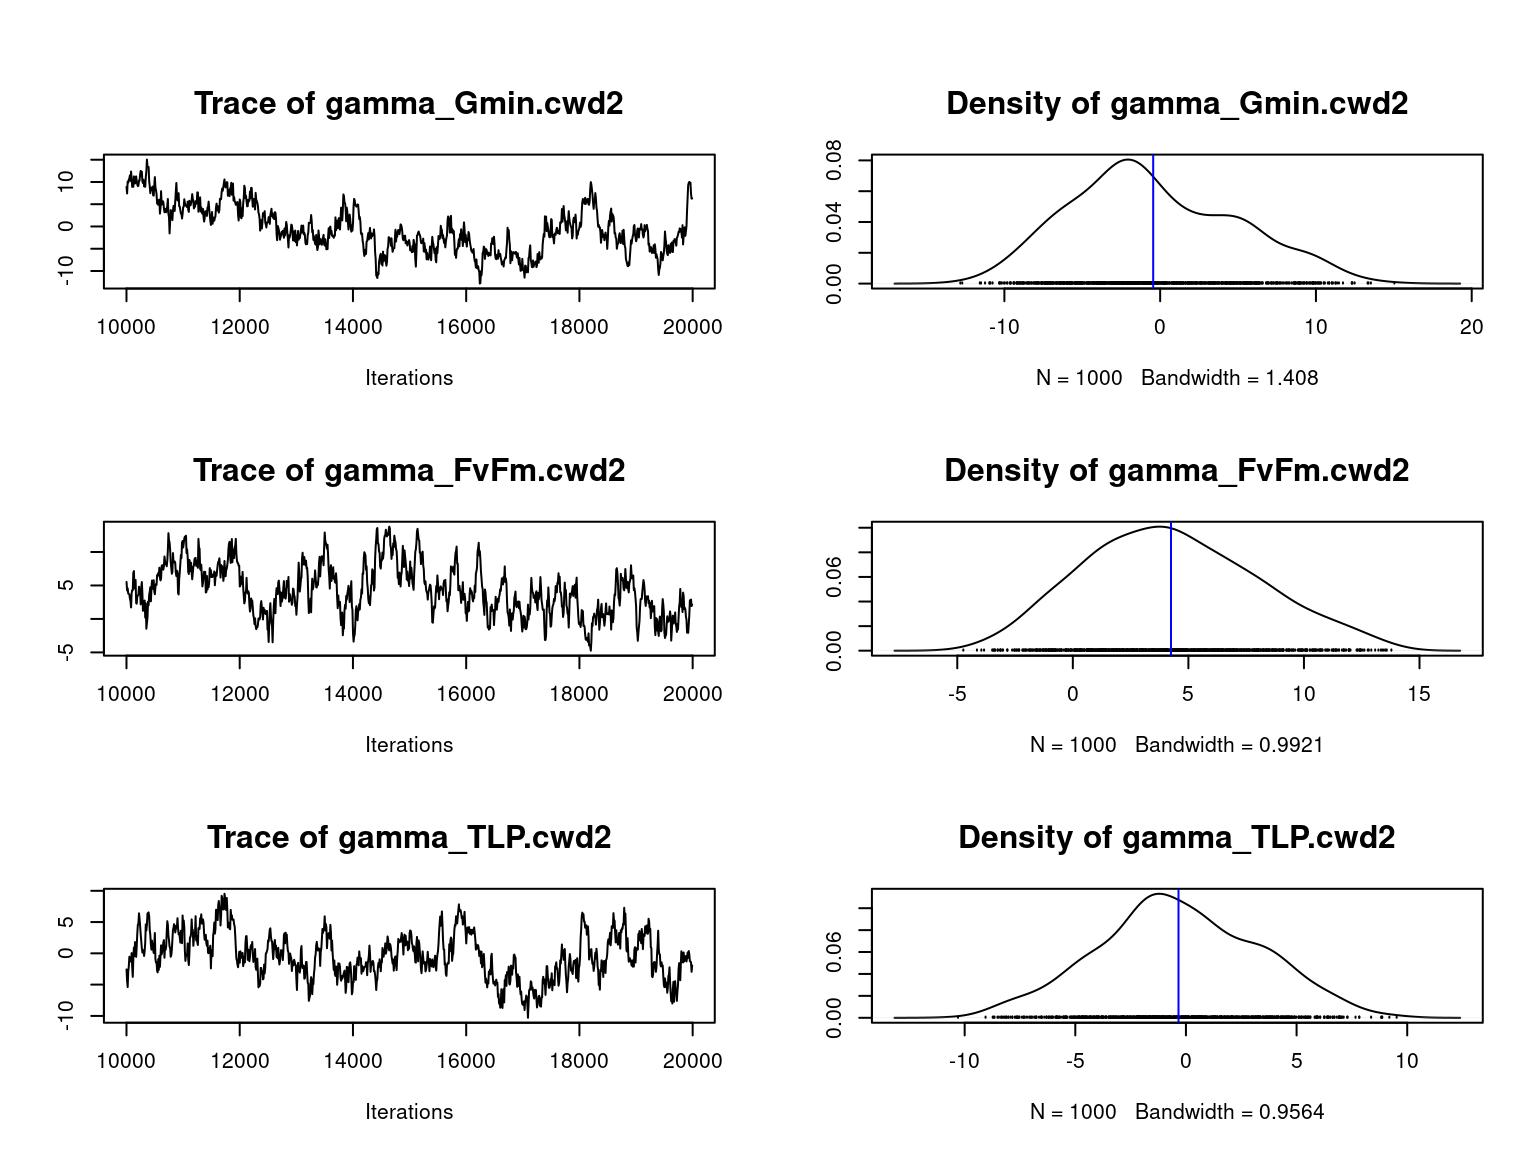 Trace of gamma_Gmin.cwd2
10
0
-10
10000 12000 14000 16000 18000 20000
Iterations
Density of gamma_Gmin.cwd2
0.08
0.04
0.00
-10 0 10 20
N = 1000 Bandwidth = 1.408
Trace of gamma_FvFm.cwd2
5
-5
10000 12000 14000 16000 18000 20000
Iterations
Density of gamma_FvFm.cwd2
0.06
0.00
-5 0 5 10 15
N = 1000 Bandwidth = 0.9921
Trace of gamma_TLP.cwd2
5
0
-10
10000 12000 14000 16000 18000 20000
Iterations
Density of gamma_TLP.cwd2
0.06
0.00
-10 -5 0 5 10
N = 1000 Bandwidth = 0.9564